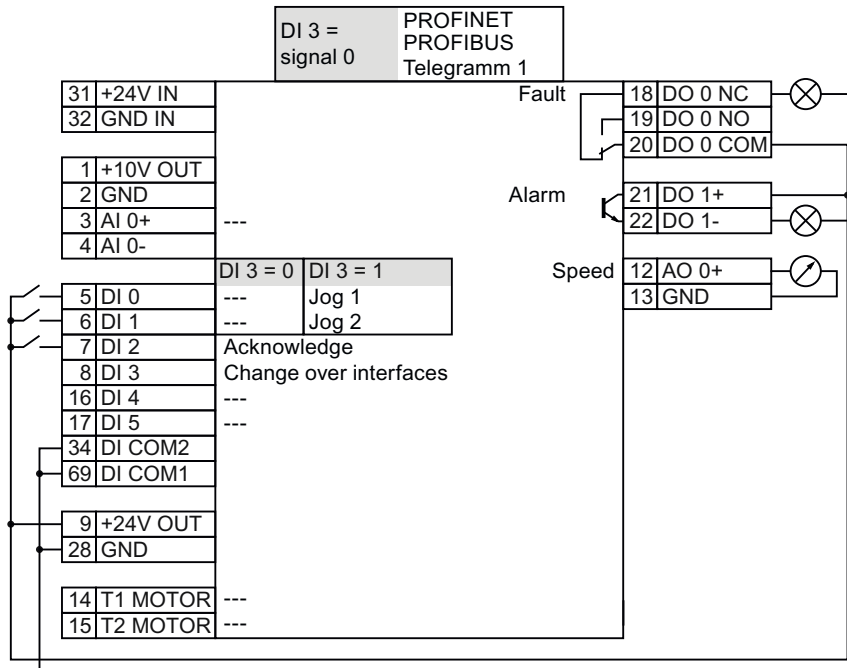 DI 3 =
signal 0
PROFINET
PROFIBUS
Telegramm 1
31 +24V IN
32 GND IN
1 +10V OUT
2 GND
3 AI 0+ ---
4 AI 0-
DI 3 = 0 DI 3 = 1
5 DI 0 --- Jog 1
6 DI 1 --- Jog 2
7 DI 2 Acknowledge
8 DI 3 Change over interfaces
16 DI 4 ---
17 DI 5 ---
34 DI COM2
69 DI COM1
9 +24V OUT
28 GND
14 T1 MOTOR ---
15 T2 MOTOR ---
Fault 18 DO 0 NC
19 DO 0 NO
20 DO 0 COM
Alarm 21 DO 1+
22 DO 1-
Speed 12 AO 0+
13 GND